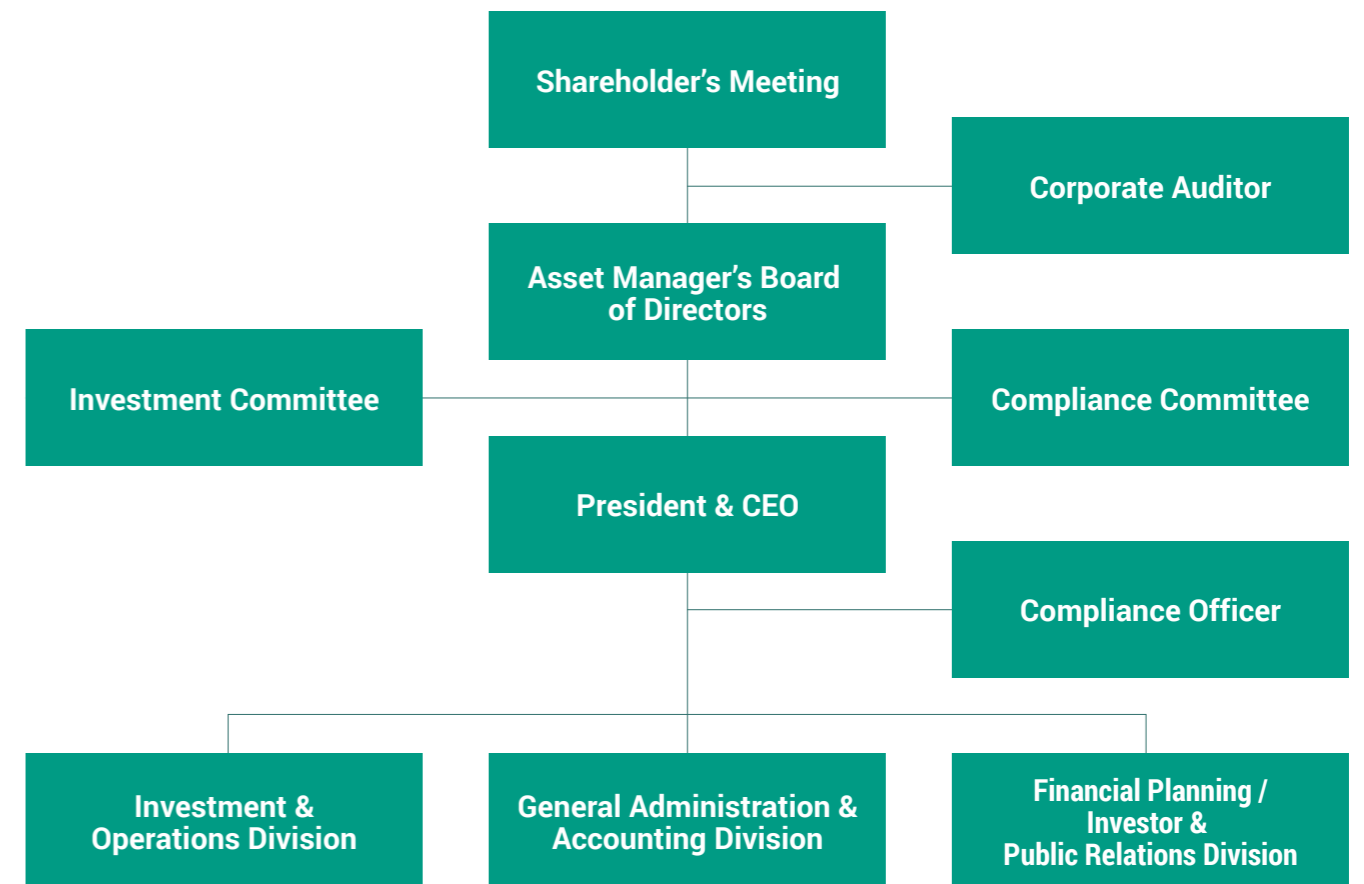 Shareholder’s Meeting
Corporate Auditor
Asset Manager’s Board
of Directors
Investment Committee
Compliance Committee
President & CEO
Compliance Officer
Investment &
Operations Division
General Administration &
Accounting Division
Financial Planning /
Investor &
Public Relations Division